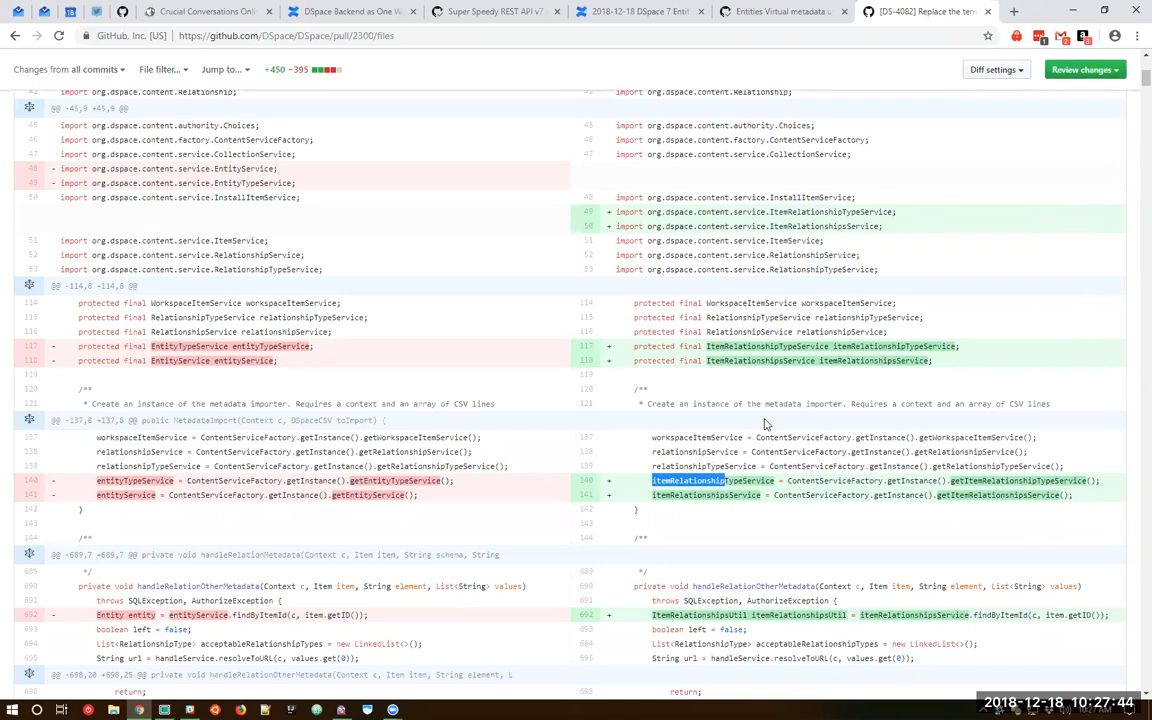 Crucial Conversations Onli
DSpace Backend as One W
Super Speedy REST API v7
2018-12-18 DSpace 7 Entit
Entities Virtual metadata u
[DS-4082] Replace the term
GitHub, Inc. [US] | https://github.com/DSpace/DSpace/pull/2300/files
Changes from all commits
File filter...
Jump to...
+450 −395
Diff settings
Review changes
42 import org.dspace.content.Relationship;
43 import org.dspace.content.Relationship;
@@ -45,9 +45,9 @@
45 import org.dspace.content.authority.Choices; 45 import org.dspace.content.authority.Choices;
46 import org.dspace.content.factory.ContentServiceFactory; 46 import org.dspace.content.factory.ContentServiceFactory;
47 import org.dspace.content.service.CollectionService; 47 import org.dspace.content.service.CollectionService;
48 - import org.dspace.content.service.EntityService;
49 - import org.dspace.content.service.EntityTypeService;
50 import org.dspace.content.service.InstallItemService; 48 import org.dspace.content.service.InstallItemService;
49 + import org.dspace.content.service.ItemRelationshipTypeService;
50 + import org.dspace.content.service.ItemRelationshipsService;
51 import org.dspace.content.service.ItemService; 51 import org.dspace.content.service.ItemService;
52 import org.dspace.content.service.RelationshipService; 52 import org.dspace.content.service.RelationshipService;
53 import org.dspace.content.service.RelationshipTypeService; 53 import org.dspace.content.service.RelationshipTypeService;
@@ -114,8 +114,8 @@
114 protected final WorkspaceItemService workspaceItemService; 114 protected final WorkspaceItemService workspaceItemService;
115 protected final RelationshipTypeService relationshipTypeService; 115 protected final RelationshipTypeService relationshipTypeService;
116 protected final RelationshipService relationshipService; 116 protected final RelationshipService relationshipService;
117 - protected final EntityTypeService entityTypeService; 117 + protected final ItemRelationshipTypeService itemRelationshipTypeService;
118 - protected final EntityService entityService; 118 + protected final ItemRelationshipsService itemRelationshipsService;
119 119
120 /** 120 /**
121 * Create an instance of the metadata importer. Requires a context and an array of CSV lines 121 * Create an instance of the metadata importer. Requires a context and an array of CSV lines
@@ -137,8 +137,8 @@ public MetadataImport(Context c, DSpaceCSV toImport) {
137 workspaceItemService = ContentServiceFactory.getInstance().getWorkspaceItemService(); 137 workspaceItemService = ContentServiceFactory.getInstance().getWorkspaceItemService();
138 relationshipService = ContentServiceFactory.getInstance().getRelationshipService(); 138 relationshipService = ContentServiceFactory.getInstance().getRelationshipService();
139 relationshipTypeService = ContentServiceFactory.getInstance().getRelationshipTypeService(); 139 relationshipTypeService = ContentServiceFactory.getInstance().getRelationshipTypeService();
140 - entityTypeService = ContentServiceFactory.getInstance().getEntityTypeService(); 140 + itemRelationshipTypeService = ContentServiceFactory.getInstance().getItemRelationshipTypeService();
141 - entityService = ContentServiceFactory.getInstance().getEntityService(); 141 + itemRelationshipsService = ContentServiceFactory.getInstance().getItemRelationshipsService();
142 } 142 }
143 143
144 /** 144 /**
@@ -689,7 +689,7 @@ private void handleRelationMetadata(Context c, Item item, String schema, String
689 */ 689 */
690 private void handleRelationOtherMetadata(Context c, Item item, String element, List<String> values) 690 private void handleRelationOtherMetadata(Context c, Item item, String element, List<String> values)
691 throws SQLException, AuthorizeException { 691 throws SQLException, AuthorizeException {
692 - Entity entity = entityService.findByItemId(c, item.getID()); 692 + ItemRelationshipsUtil itemRelationshipsUtil = itemRelationshipsService.findByItemId(c, item.getID());
693 boolean left = false; 693 boolean left = false;
694 List<RelationshipType> acceptableRelationshipTypes = new LinkedList<>(); 694 List<RelationshipType> acceptableRelationshipTypes = new LinkedList<>();
695 String url = handleService.resolveToURL(c, values.get(0)); 695 String url = handleService.resolveToURL(c, values.get(0));
@@ -698,20 +698,25 @@ private void handleRelationMetadata(Context c, Item item, String element, L
698 return; 698 return;
2018-12-18 10:27:44